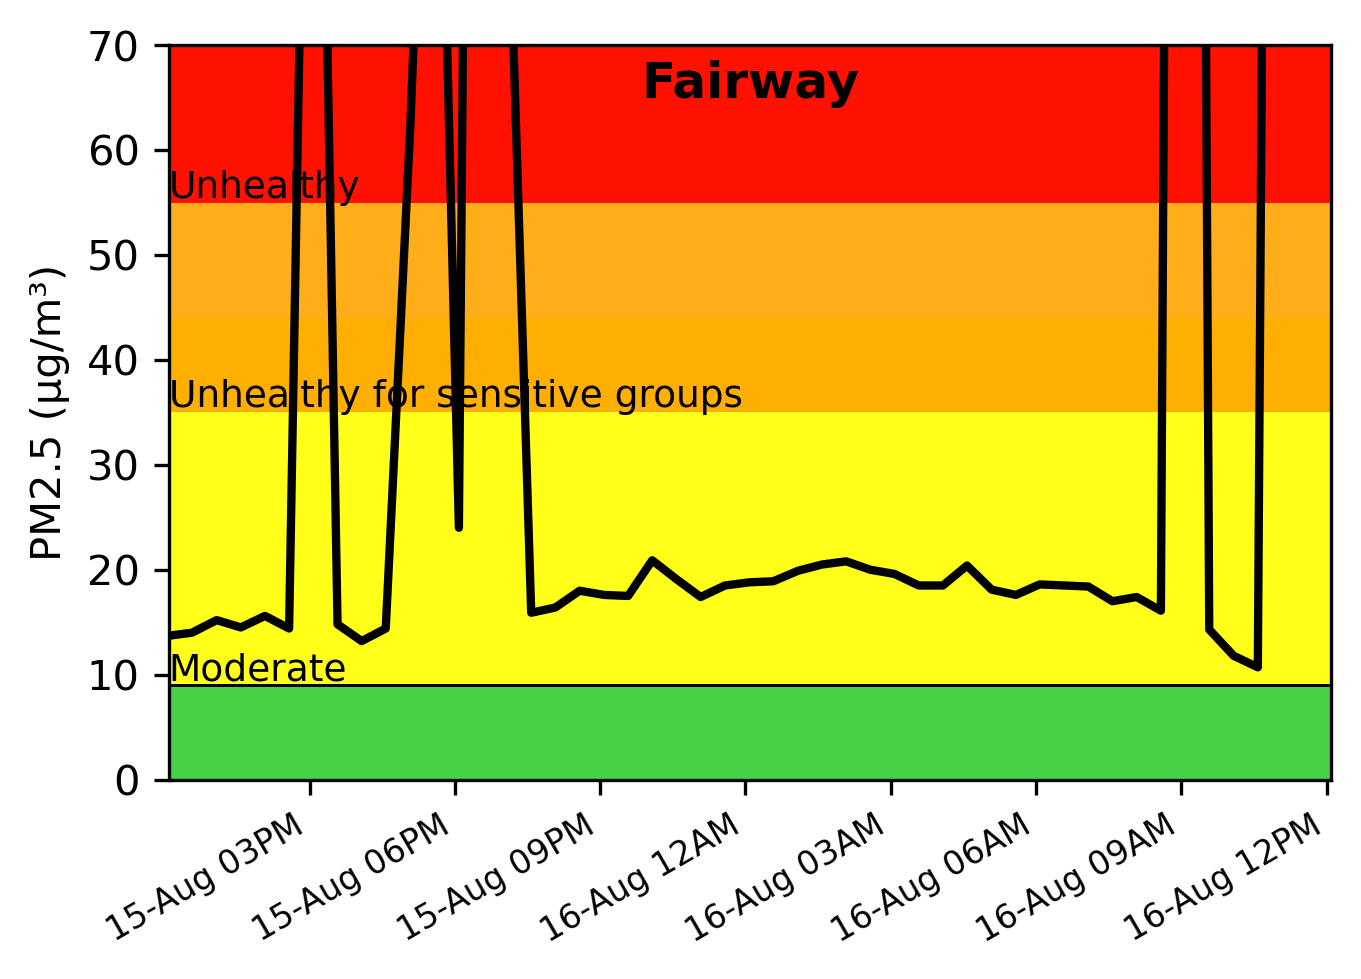 Fairway
70
60
50
40
30
20
10
0
PM2.5 (µg/m³)
Unhealthy
Unhealthy for sensitive groups
Moderate
15-Aug 03PM
15-Aug 06PM
15-Aug 09PM
16-Aug 12AM
16-Aug 03AM
16-Aug 06AM
16-Aug 09AM
16-Aug 12PM